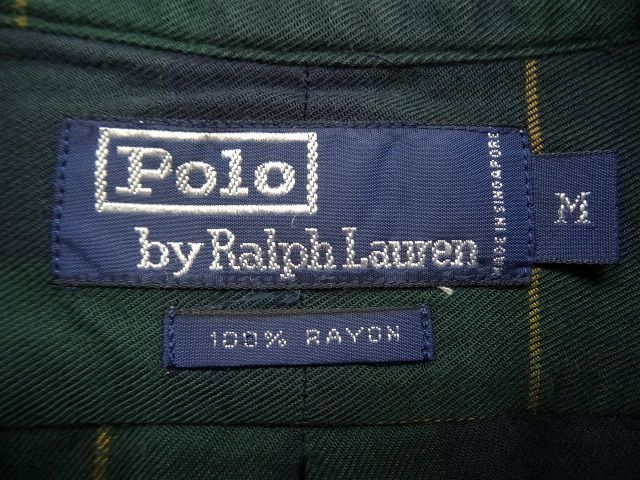 Polo
by Ralph Lauren
MADE IN SINGAPORE
M
100% RAYON